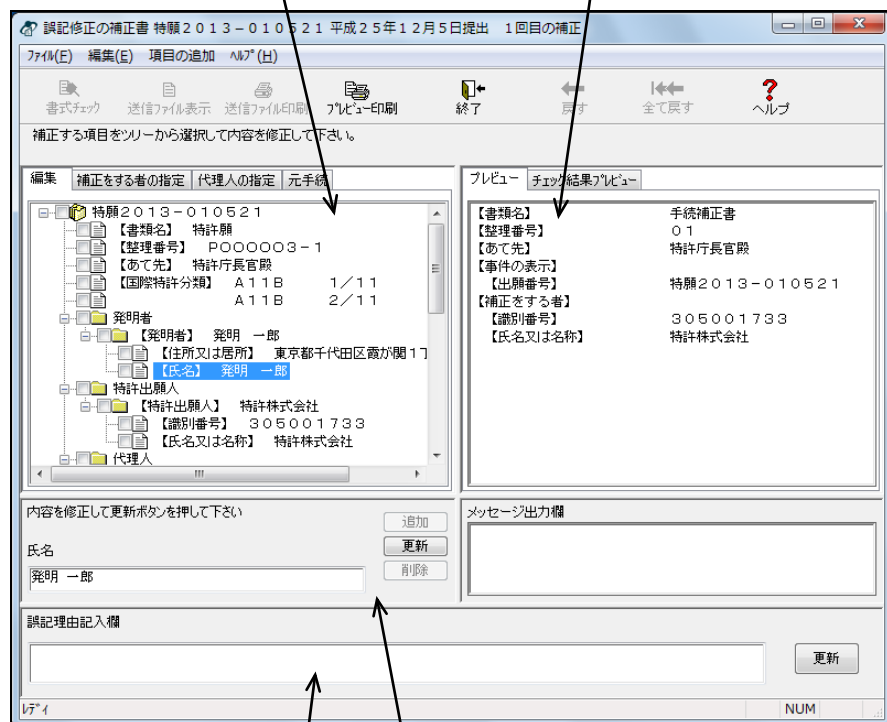 誤記修正の補正書 特願２０１３－０１０５２１ 平成２５年１２月５日提出　１回目の補正
ﾌｧｲﾙ(F)　編集(E)　項目の追加　ﾍﾙﾌﾟ(H)
書式ﾁｪｯｸ　送信ﾌｧｲﾙ表示　送信ﾌｧｲﾙ印刷　ﾌﾟﾚﾋﾞｭｰ印刷　終了　戻す　全て戻す　ヘルプ
補正する項目をツリーから選択して内容を修正して下さい。
編集　補正をする者の指定　代理人の指定　元手続
特願２０１３－０１０５２１
【書類名】　特許願
【整理番号】　Ｐ０００００３－１
【あて先】　特許庁長官殿
【国際特許分類】　Ａ１１Ｂ　１／１１
Ａ１１Ｂ　２／１１
発明者
【発明者】　発明　一郎
【住所又は居所】　東京都千代田区霞が関１丁
【氏名】　発明　一郎
特許出願人
【特許出願人】　特許株式会社
【識別番号】　３０５００１７３３
【氏名又は名称】　特許株式会社
代理人
プレビュー　チェック結果ﾌﾟﾚﾋﾞｭｰ
【書類名】　手続補正書
【整理番号】　０１
【あて先】　特許庁長官殿
【事件の表示】
【出願番号】　特願２０１３－０１０５２１
【補正をする者】
【識別番号】　３０５００１７３３
【氏名又は名称】　特許株式会社
内容を修正して更新ボタンを押して下さい
追加
氏名
更新
発明 一郎
削除
メッセージ出力欄
誤記理由記入欄
更新
ﾚﾃﾞｨ
NUM